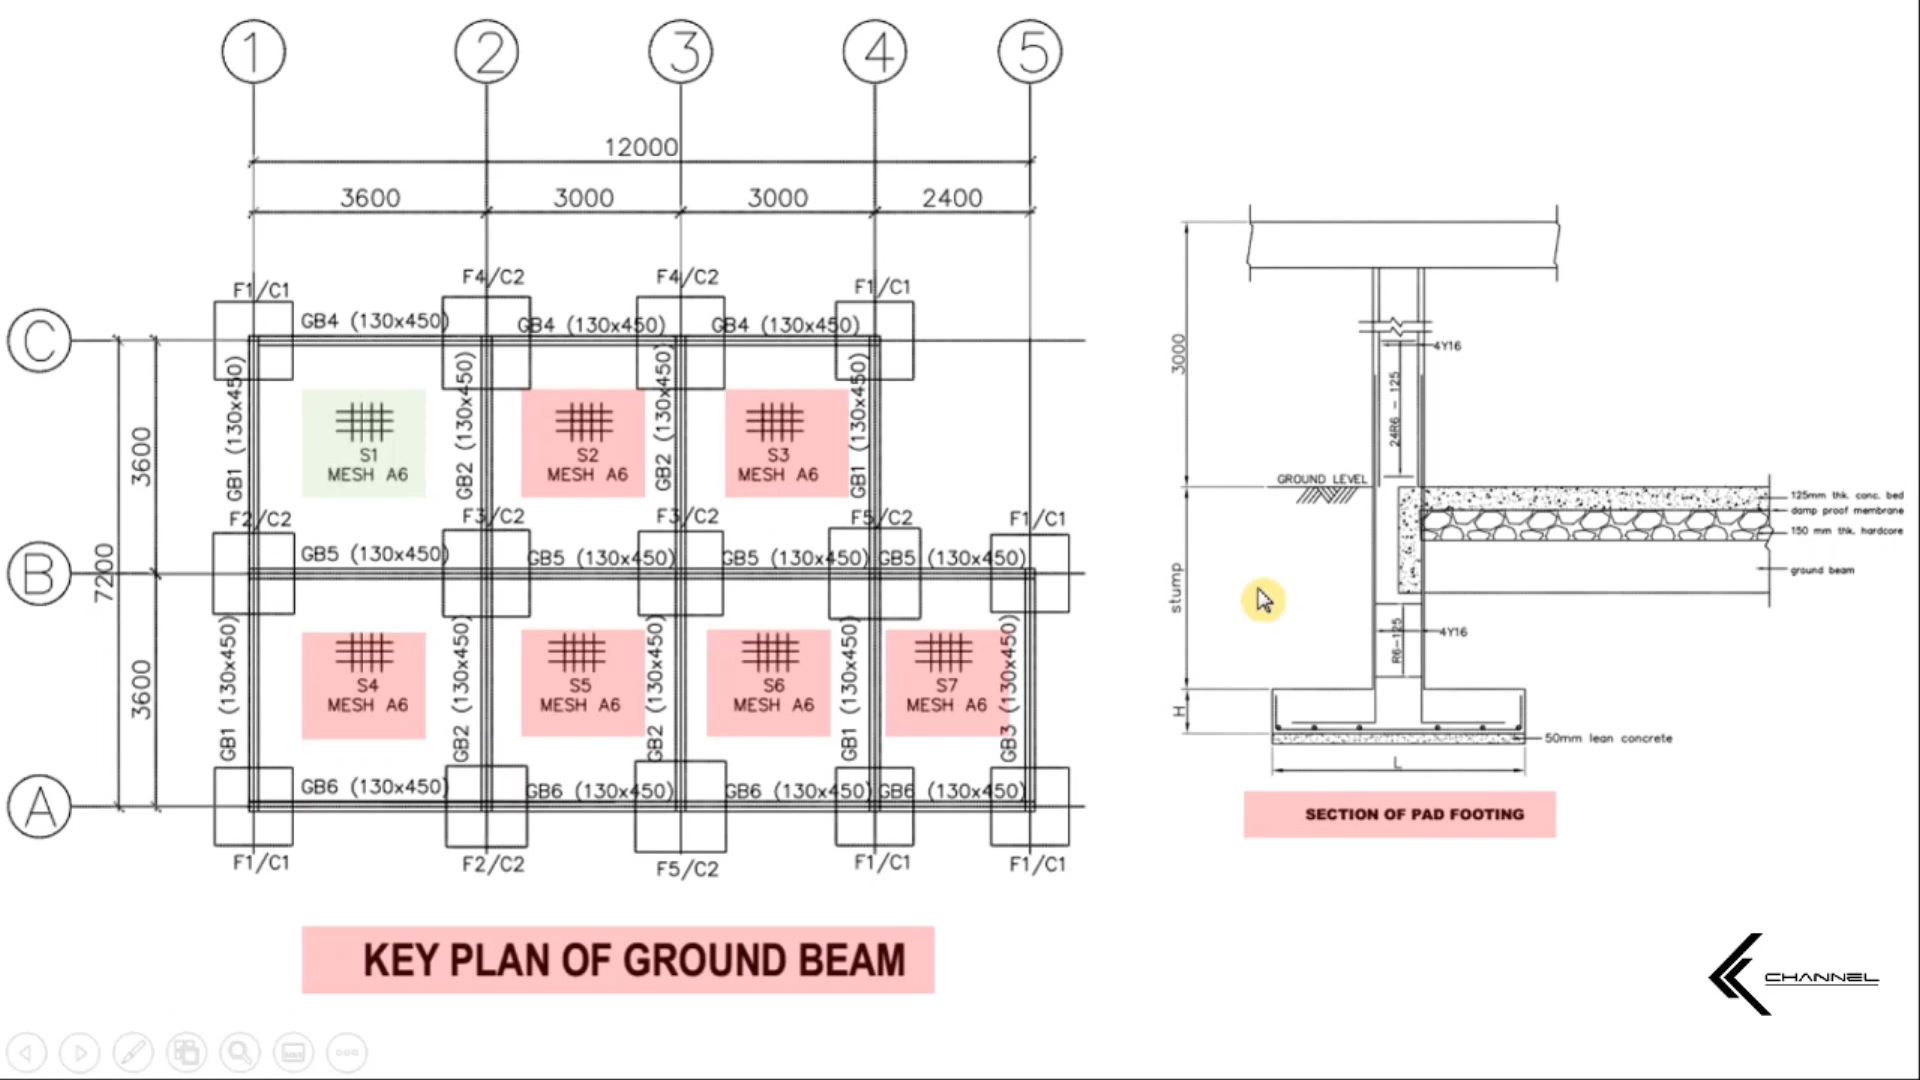 1 2 3 4 5
12000
3600 3000 3000 2400
F1/C1 F4/C2 F4/C2 F1/C1
C
GB4 (130x450) GB4 (130x450) GB4 (130x450)
GB1 (130x450) GB2 (130x450) GB2 (130x450) GB1 (130x450)
3600
S1 S2 S3
MESH A6 MESH A6 MESH A6
F2/C2 F3/C2 F3/C2 F5/C2 F1/C1
B
7200
GB5 (130x450) GB5 (130x450) GB5 (130x450) GB5 (130x450)
GB1 (130x450) GB2 (130x450) GB2 (130x450) GB1 (130x450) GB3 (130x450)
3600
S4 S5 S6 S7
MESH A6 MESH A6 MESH A6 MESH A6
A
GB6 (130x450) GB6 (130x450) GB6 (130x450) GB6 (130x450)
F1/C1 F2/C2 F5/C2 F1/C1 F1/C1
KEY PLAN OF GROUND BEAM
3000
4Y16
24R6 - 125
GROUND LEVEL
125mm thk. conc. bed
damp proof membrane
150 mm thk. hardcore
ground beam
stump
4Y16
R6-125
H
50mm lean concrete
L
SECTION OF PAD FOOTING
CHANNEL